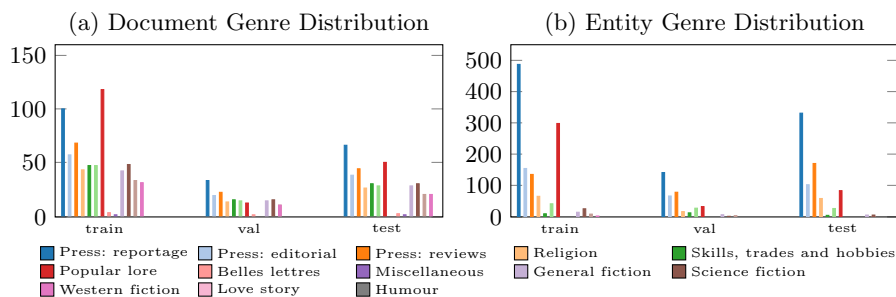 (a) Document Genre Distribution
(b) Entity Genre Distribution
150
100
50
0
train
val
test
500
400
300
200
100
0
train
val
test
Press: reportage
Press: editorial
Press: reviews
Religion
Skills, trades and hobbies
Popular lore
Belles lettres
Miscellaneous
General fiction
Science fiction
Western fiction
Love story
Humour